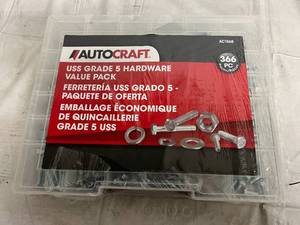 AUTOCRAFT
AC1868
USS GRADE 5 HARDWARE
VALUE PACK
366
PC
FERRETERÍA USS GRADO 5 -
PAQUETE DE OFERTA
EMBALLAGE ÉCONOMIQUE
DE QUINCAILLERIE
GRADE 5 USS